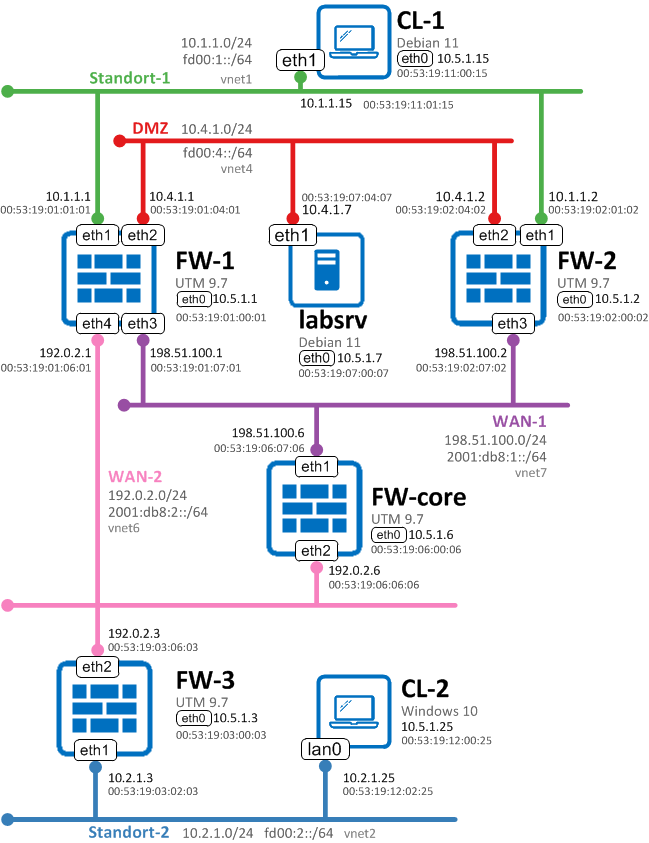 CL-1
Debian 11
eth0 10.5.1.15
00:53:19:11:00:15
10.1.1.0/24
fd00:1::/64
vnet1
eth1
Standort-1
10.1.1.15 00:53:19:11:01:15
DMZ 10.4.1.0/24
fd00:4::/64
vnet4
10.1.1.1
00:53:19:01:01:01
10.4.1.1
00:53:19:01:04:01
00:53:19:07:04:07
10.4.1.7
10.4.1.2
00:53:19:02:04:02
10.1.1.2
00:53:19:02:01:02
eth1 eth2
eth1
eth2 eth1
FW-1
UTM 9.7
eth0 10.5.1.1
00:53:19:01:00:01
FW-2
UTM 9.7
eth0 10.5.1.2
00:53:19:02:00:02
eth4 eth3
labsrv
Debian 11
eth0 10.5.1.7
00:53:19:07:00:07
eth3
192.0.2.1
00:53:19:01:06:01
198.51.100.1
00:53:19:01:07:01
198.51.100.2
00:53:19:02:07:02
WAN-1
198.51.100.0/24
2001:db8:1::/64
vnet7
198.51.100.6
00:53:19:06:07:06
eth1
WAN-2
192.0.2.0/24
2001:db8:2::/64
vnet6
FW-core
UTM 9.7
eth0 10.5.1.6
00:53:19:06:00:06
eth2
192.0.2.6
00:53:19:06:06:06
192.0.2.3
00:53:19:03:06:03
eth2
FW-3
UTM 9.7
eth0 10.5.1.3
00:53:19:03:00:03
eth1
CL-2
Windows 10
10.5.1.25
00:53:19:12:00:25
lan0
10.2.1.3
00:53:19:03:02:03
10.2.1.25
00:53:19:12:02:25
Standort-2 10.2.1.0/24 fd00:2::/64 vnet2